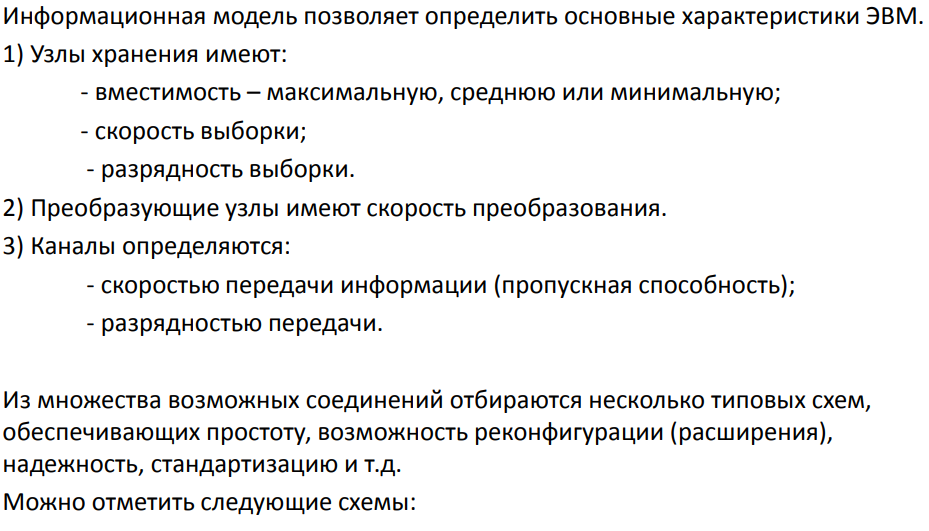 Информационная модель позволяет определить основные характеристики ЭВМ.
1) Узлы хранения имеют:
- вместимость – максимальную, среднюю или минимальную;
- скорость выборки;
- разрядность выборки.
2) Преобразующие узлы имеют скорость преобразования.
3) Каналы определяются:
- скоростью передачи информации (пропускная способность);
- разрядностью передачи.
Из множества возможных соединений отбираются несколько типовых схем,
обеспечивающих простоту, возможность реконфигурации (расширения),
надежность, стандартизацию и т.д.
Можно отметить следующие схемы: